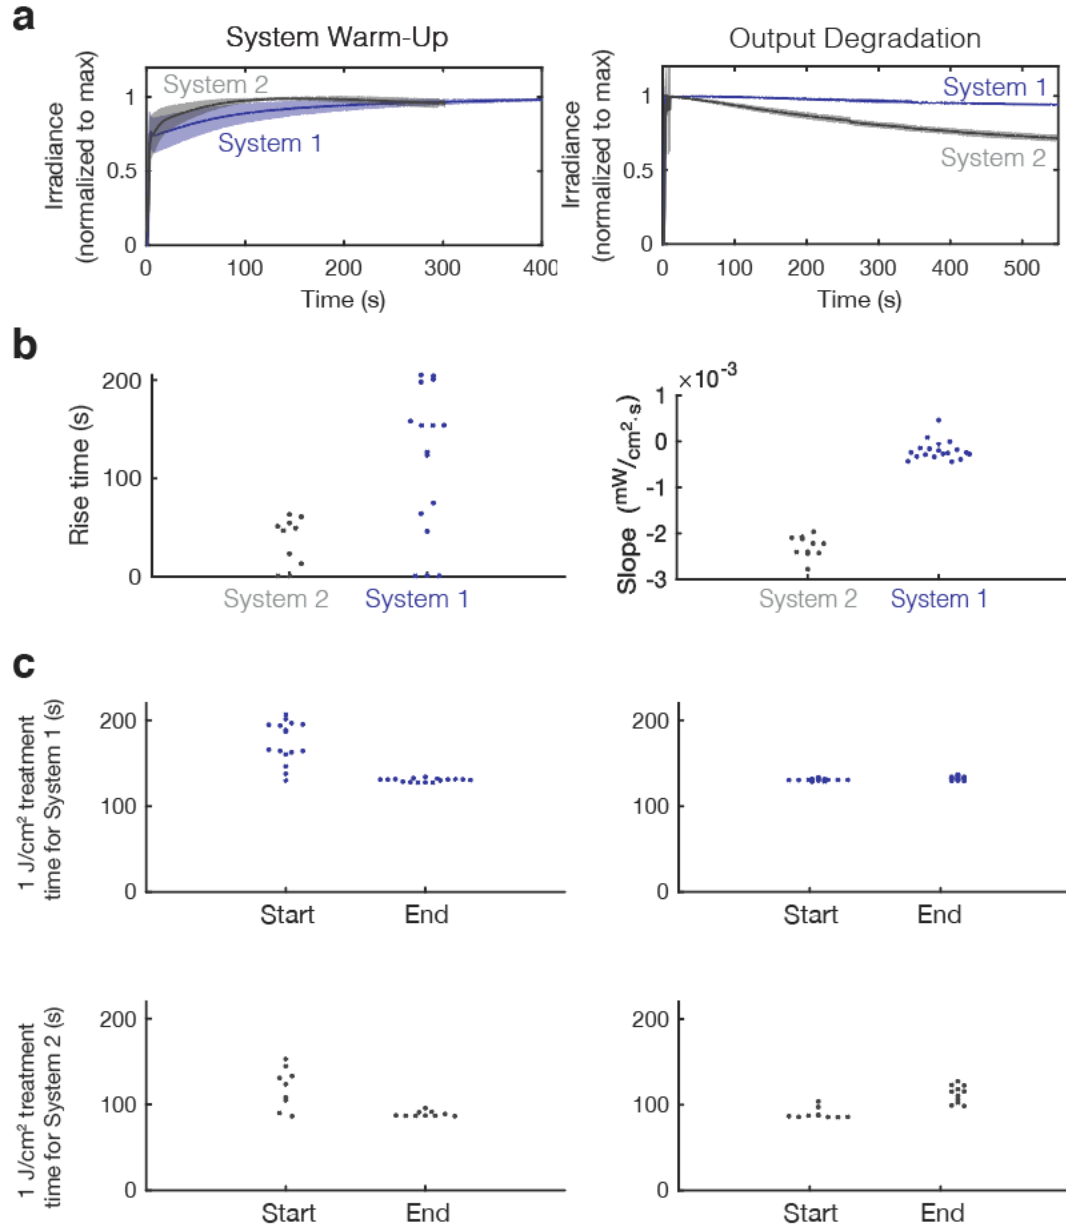 a
System Warm-Up
Output Degradation
Irradiance
(normalized to max)
1
0.5
0
System 2
System 1
0 100 200 300 400
Time (s)
Irradiance
(normalized to max)
1
0.5
0
System 1
System 2
0 100 200 300 400 500
Time (s)
b
Rise time (s)
200
100
0
System 2 System 1
Slope (mW/cm²·s)
×10⁻³
1
0
-1
-2
-3
System 2 System 1
c
1 J/cm² treatment
time for System 1 (s)
200
100
0
Start End
200
100
0
Start End
1 J/cm² treatment
time for System 2 (s)
200
100
0
Start End
200
100
0
Start End